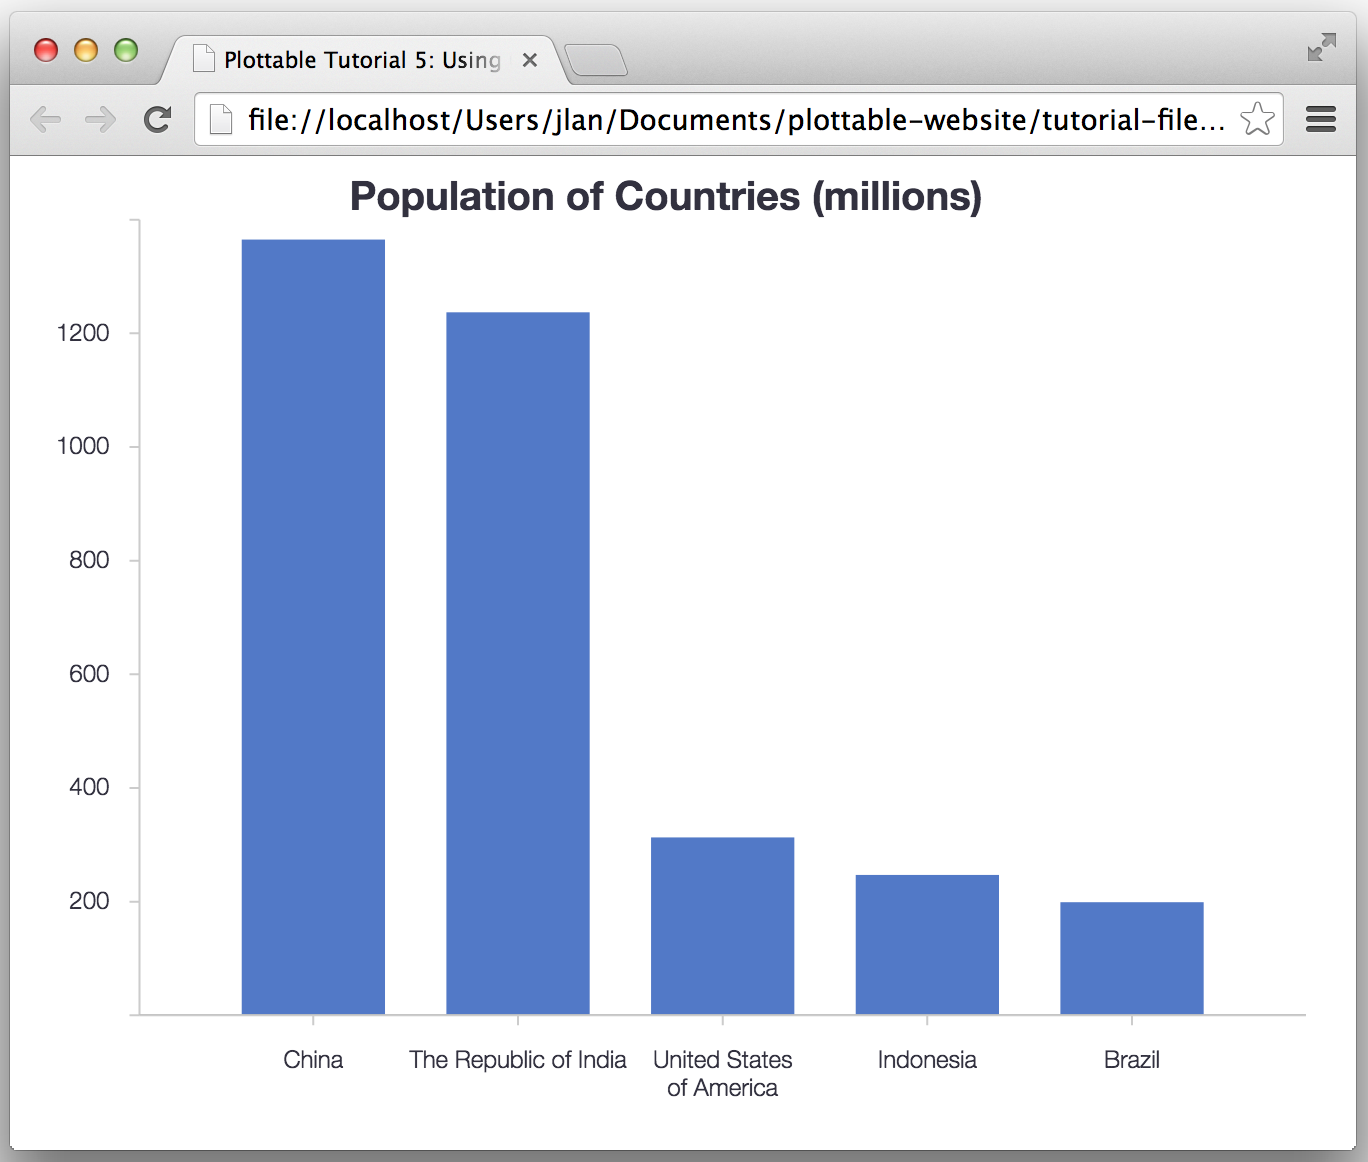 Plottable Tutorial 5: Using
file://localhost/Users/jlan/Documents/plottable-website/tutorial-file...
Population of Countries (millions)
1200
1000
800
600
400
200
China
The Republic of India
United States
of America
Indonesia
Brazil